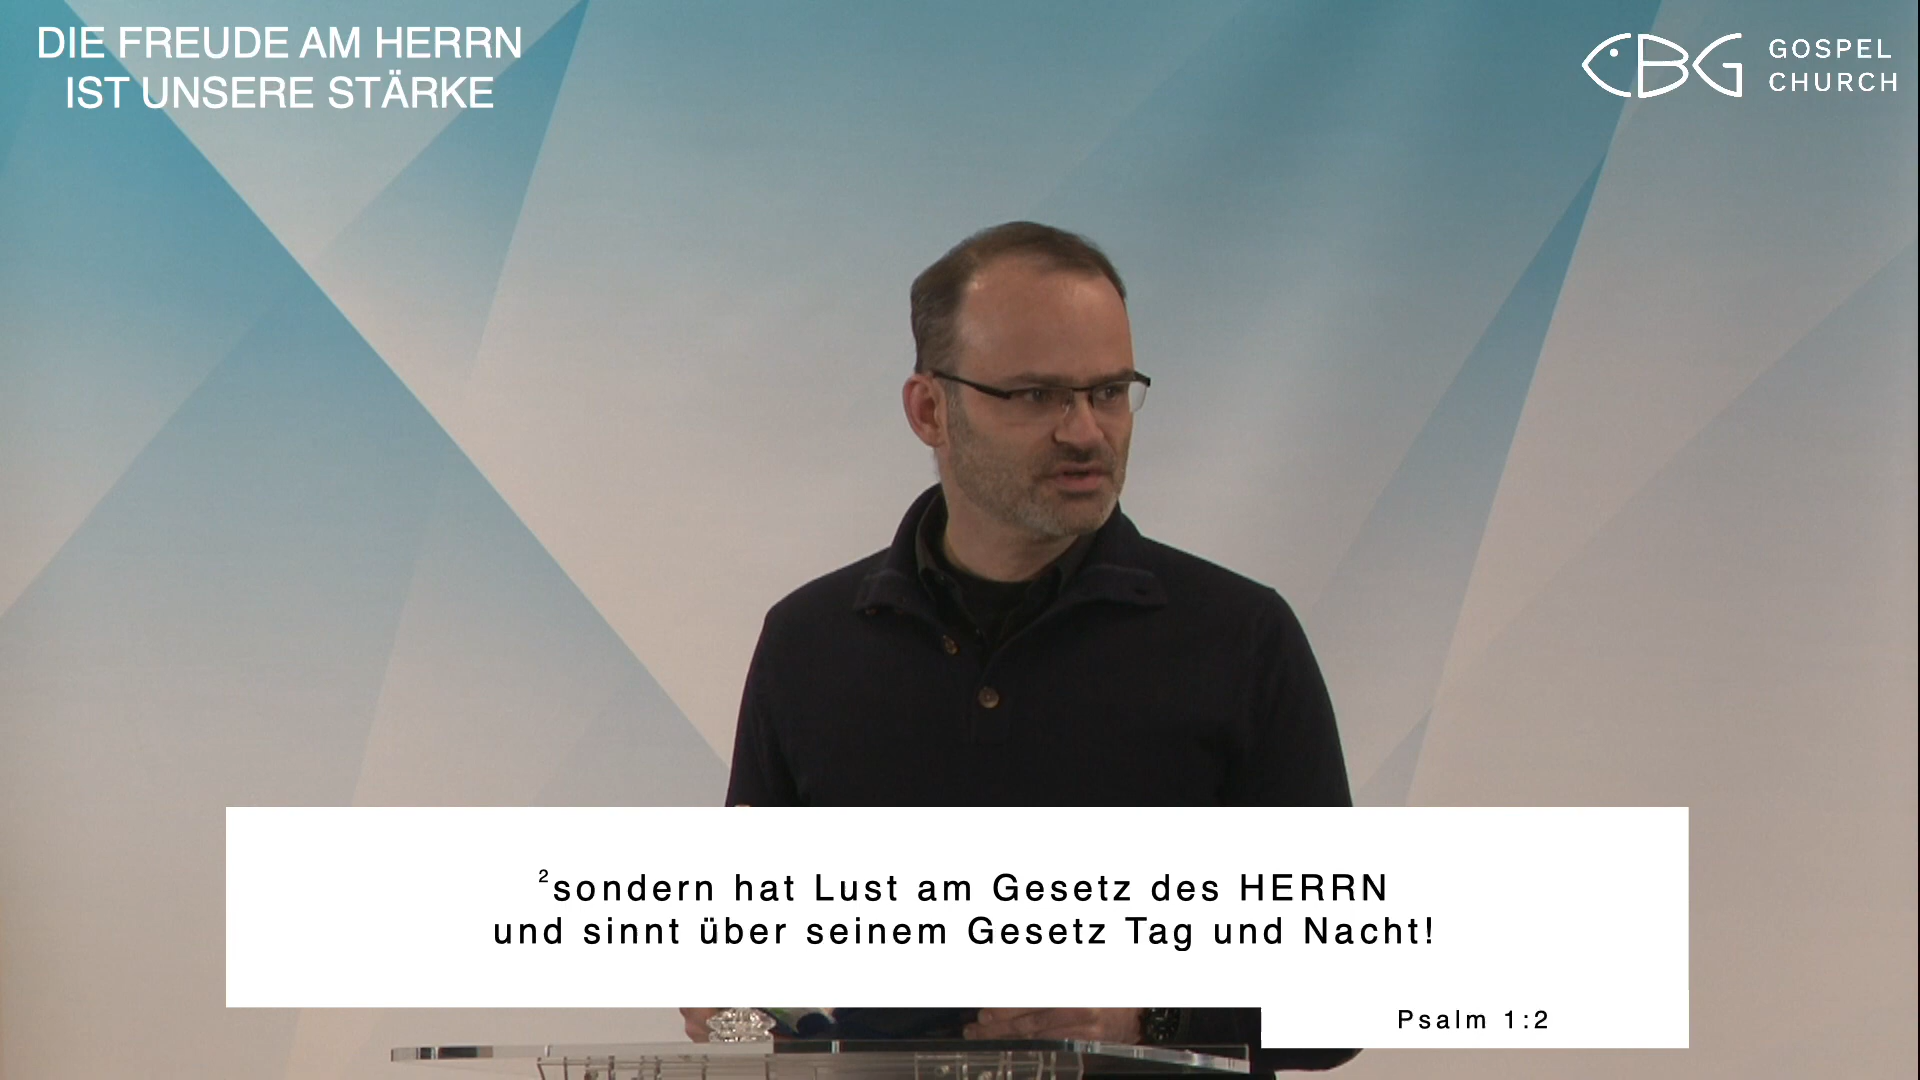 DIE FREUDE AM HERRN
IST UNSERE STÄRKE
CBG GOSPEL
CHURCH
²sondern hat Lust am Gesetz des HERRN
und sinnt über seinem Gesetz Tag und Nacht!
Psalm 1:2